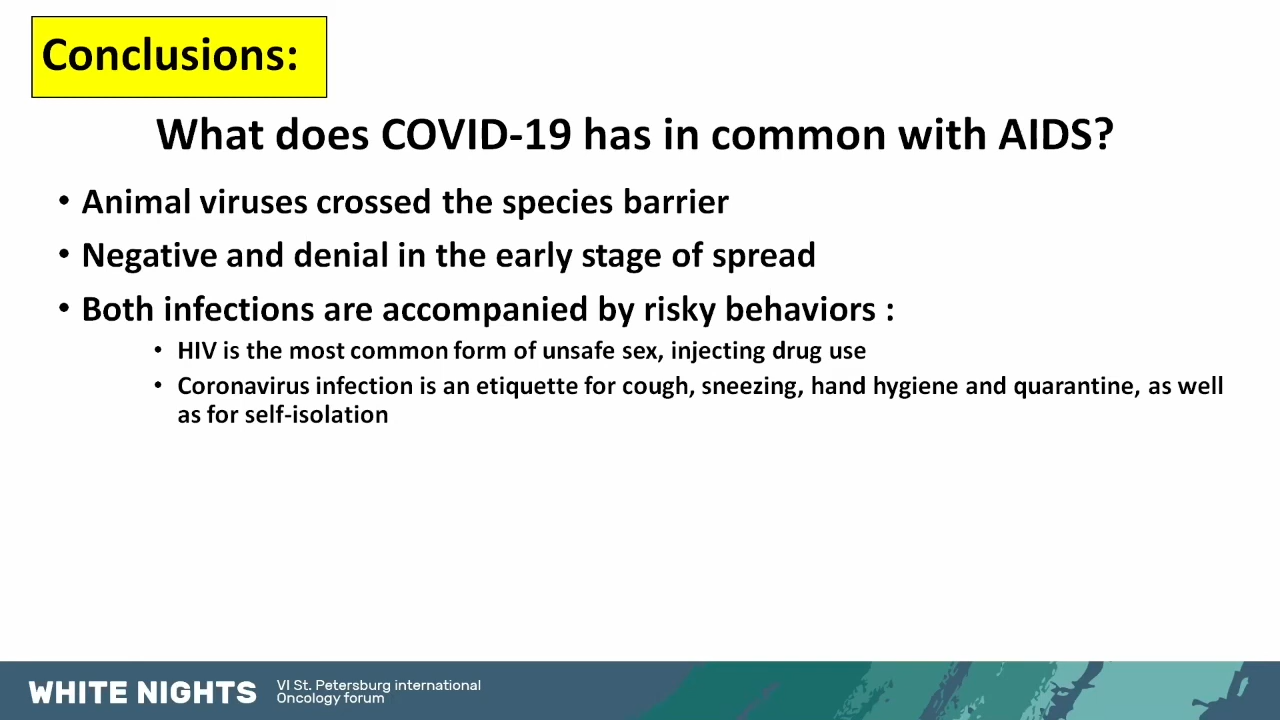 Conclusions:
What does COVID-19 has in common with AIDS?
• Animal viruses crossed the species barrier
• Negative and denial in the early stage of spread
• Both infections are accompanied by risky behaviors :
• HIV is the most common form of unsafe sex, injecting drug use
• Coronavirus infection is an etiquette for cough, sneezing, hand hygiene and quarantine, as well
as for self-isolation
WHITE NIGHTS
VI St. Petersburg international
Oncology forum